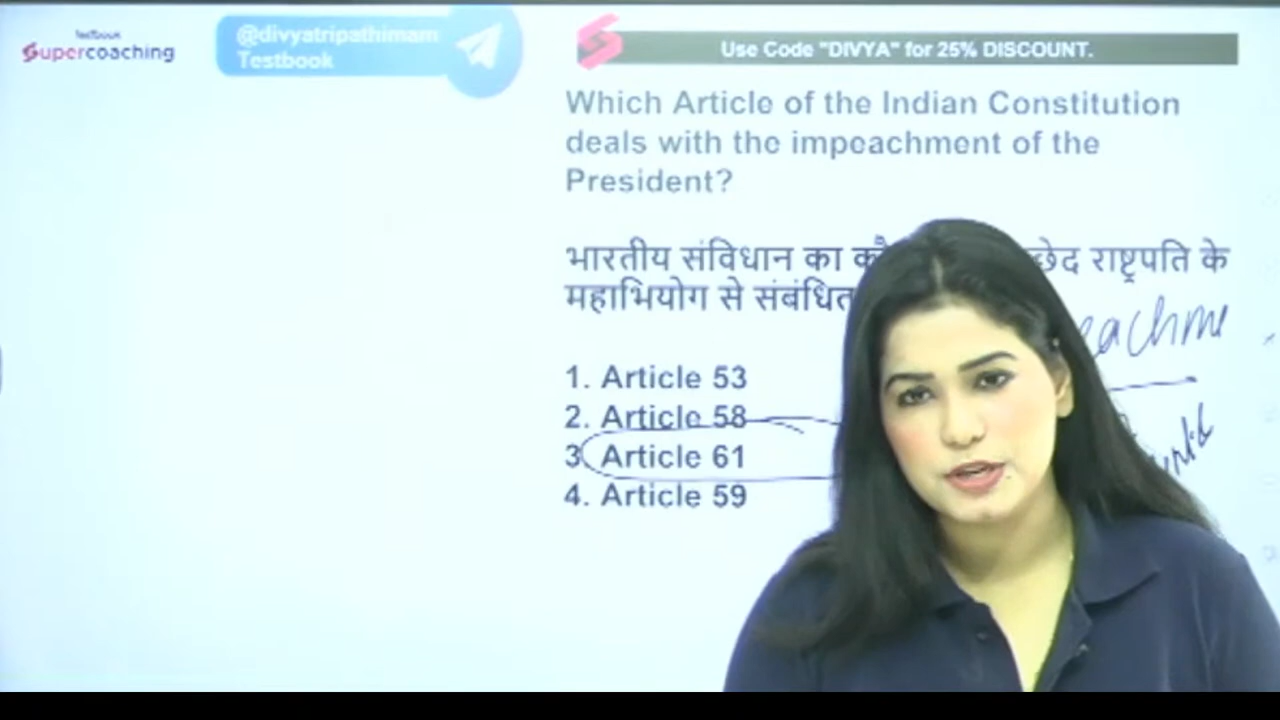 testbook
Supercoaching
@divyatripathimam
Testbook
Use Code "DIVYA" for 25% DISCOUNT.
Which Article of the Indian Constitution
deals with the impeachment of the
President?
भारतीय संविधान का राष्ट्रपति के
महाभियोग से संबंधित
1. Article 53
2. Article 58
3 Article 61
4. Article 59